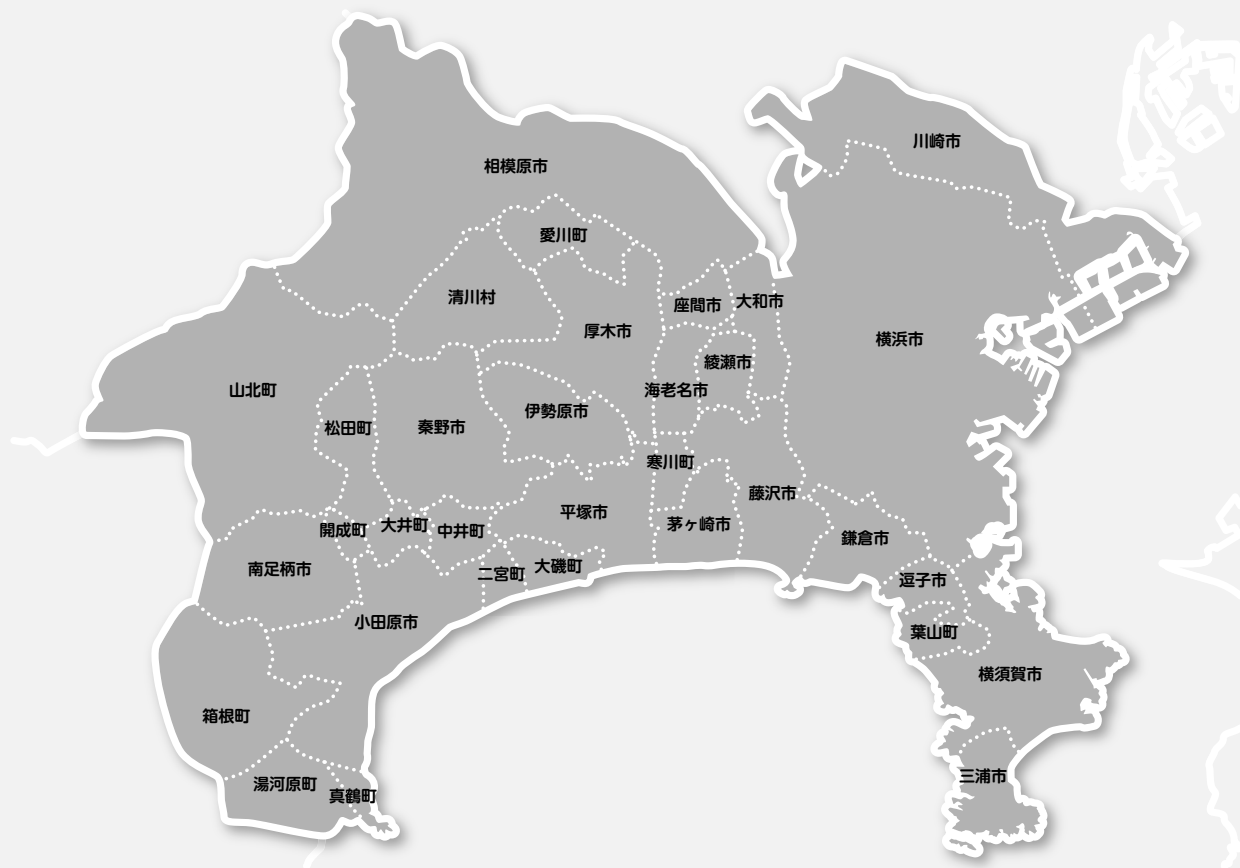 川崎市
相模原市
愛川町
清川村
座間市
大和市
厚木市
横浜市
綾瀬市
山北町
海老名市
伊勢原市
松田町
秦野市
寒川町
藤沢市
平塚市
茅ヶ崎市
大井町
開成町
中井町
鎌倉市
大磯町
南足柄市
二宮町
逗子市
小田原市
葉山町
横須賀市
箱根町
三浦市
湯河原町
真鶴町